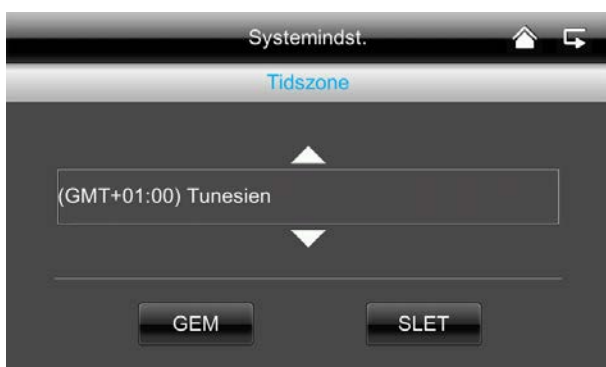 Systemindst.
Tidszone
(GMT+01:00) Tunesien
GEM SLET